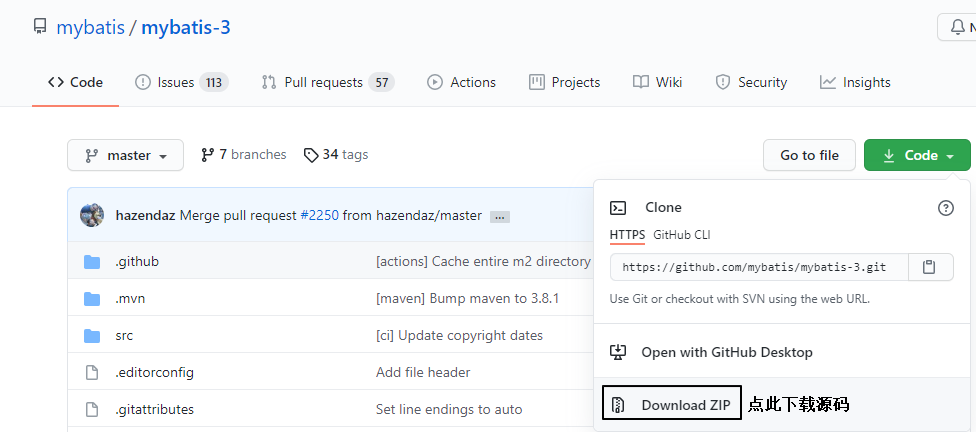 mybatis / mybatis-3
N
Code Issues 113 Pull requests 57 Actions Projects Wiki Security Insights
master 7 branches 34 tags Go to file Code
hazendaz Merge pull request #2250 from hazendaz/master ...
.github [actions] Cache entire m2 directory
.mvn [maven] Bump maven to 3.8.1
src [ci] Update copyright dates
.editorconfig Add file header
.gitattributes Set line endings to auto
Clone
HTTPS GitHub CLI
https://github.com/mybatis/mybatis-3.git
Use Git or checkout with SVN using the web URL.
Open with GitHub Desktop
Download ZIP 点此下载源码